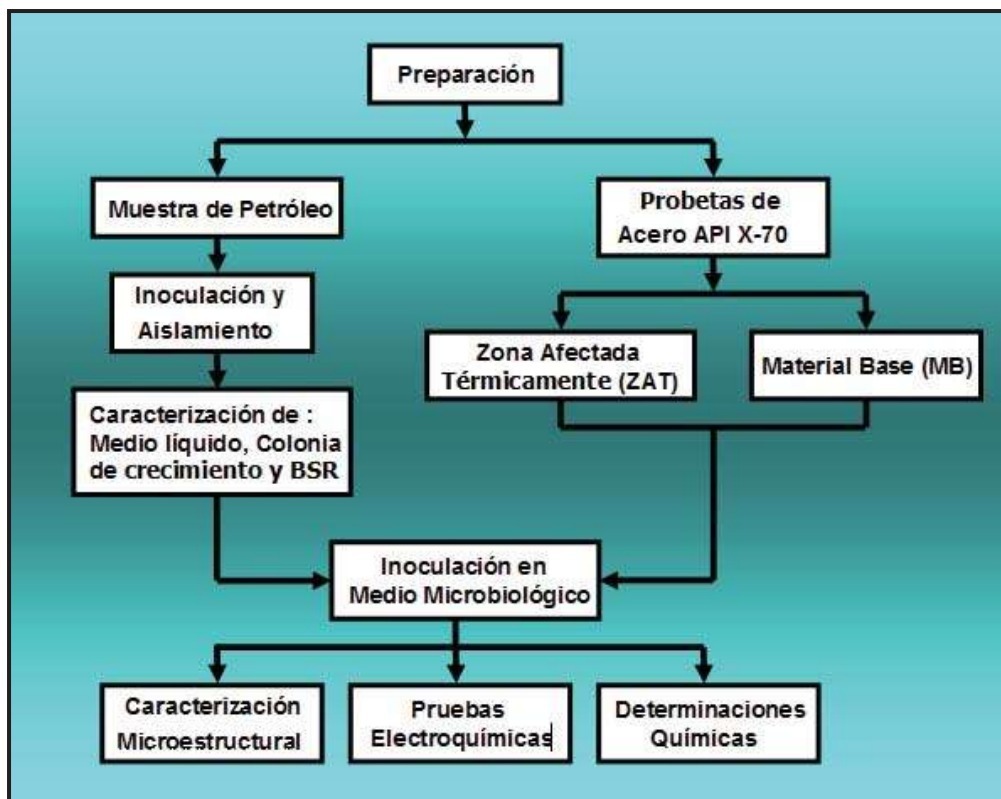 Preparación
Muestra de Petróleo
Probetas de
Acero API X-70
Inoculación y
Aislamiento
Zona Afectada
Térmicamente (ZAT)
Material Base (MB)
Caracterización de :
Medio líquido, Colonia
de crecimiento y BSR
Inoculación en
Medio Microbiológico
Caracterización
Microestructural
Pruebas
Electroquímicas
Determinaciones
Químicas